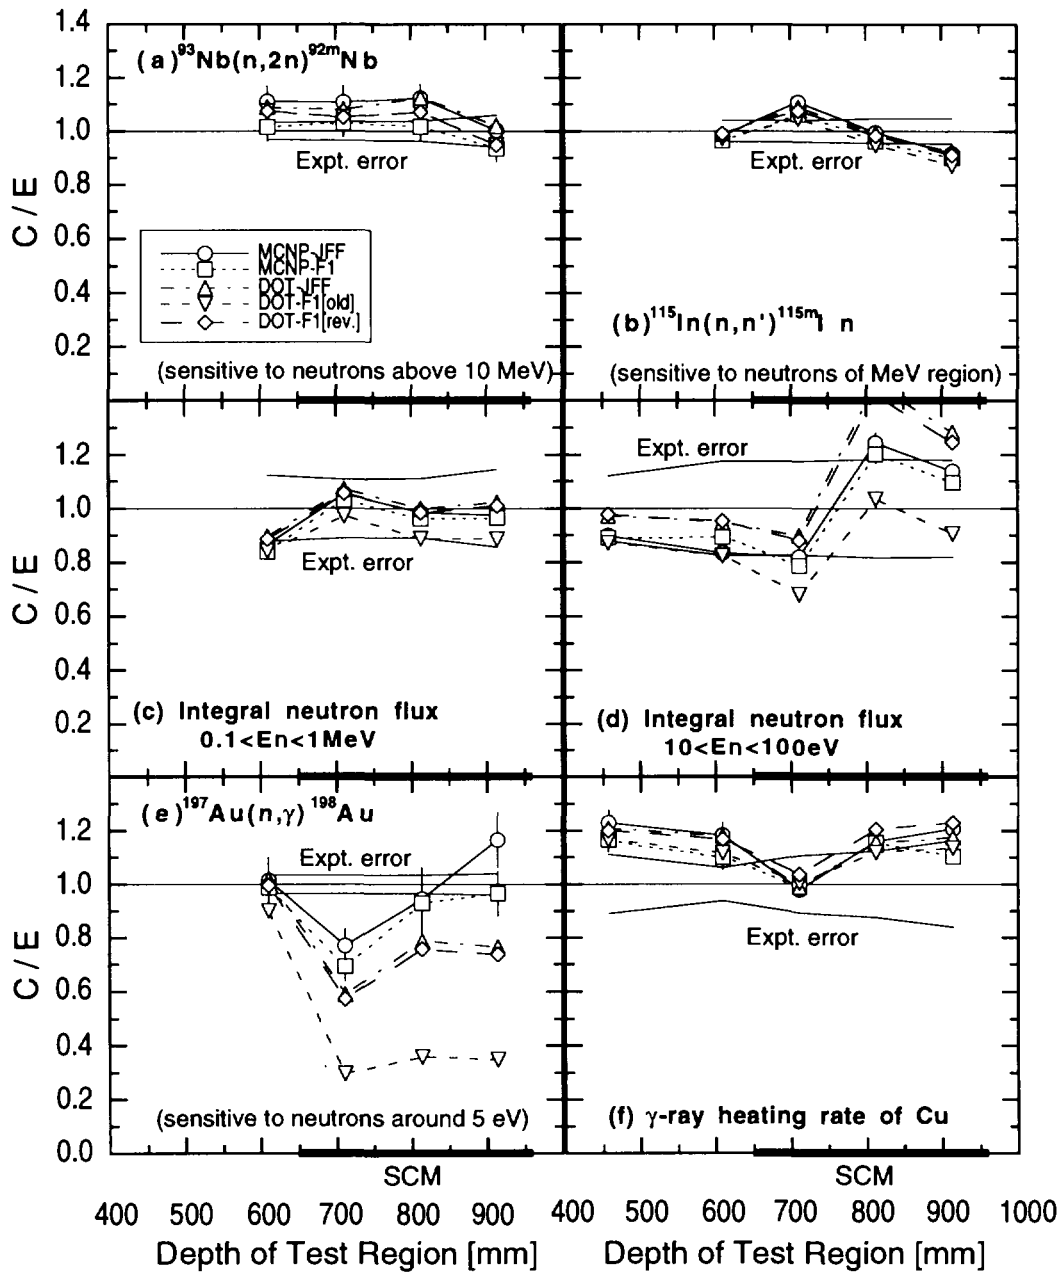 1.4
1.2
1.0
0.8
0.6
0.4
0.2
C/E
(a) ⁹³Nb(n,2n)⁹²ᵐNb
Expt. error
MCNP-JFF
MCNP-F1
DOT-JFF
DOT-F1[old]
DOT-F1[rev.]
(sensitive to neutrons above 10 MeV)
Expt. error
(b) ¹¹⁵In(n,n')¹¹⁵ᵐI n
(sensitive to neutrons of MeV region)
1.2
1.0
0.8
0.6
0.4
0.2
C/E
Expt. error
(c) Integral neutron flux
0.1<En<1MeV
Expt. error
(d) Integral neutron flux
10<En<100eV
1.2
1.0
0.8
0.6
0.4
0.2
0.0
C/E
(e) ¹⁹⁷Au(n,γ) ¹⁹⁸Au
Expt. error
(sensitive to neutrons around 5 eV)
Expt. error
(f) γ-ray heating rate of Cu
SCM
SCM
400 500 600 700 800 900
400 500 600 700 800 900 1000
Depth of Test Region [mm]
Depth of Test Region [mm]